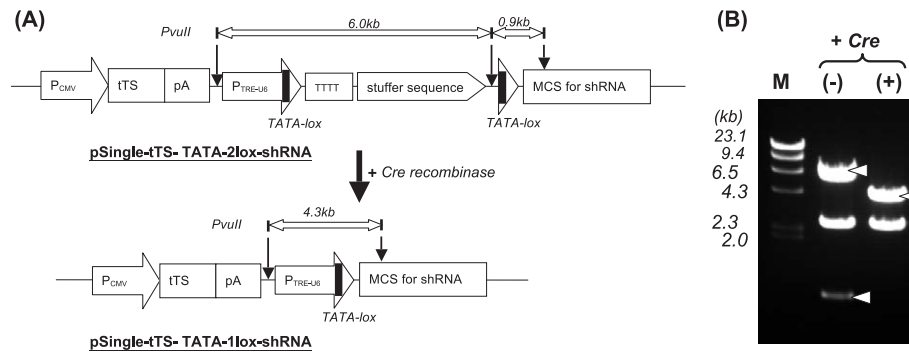 (A)
PvuII
6.0kb
0.9kb
PCMV
tTS
pA
PTRE-U6
TTTT
stuffer sequence
MCS for shRNA
TATA-lox
TATA-lox
pSingle-tTS- TATA-2lox-shRNA
+ Cre recombinase
PvuII
4.3kb
PCMV
tTS
pA
PTRE-U6
MCS for shRNA
TATA-lox
pSingle-tTS- TATA-1lox-shRNA
(B)
+ Cre
M
(-)
(+)
(kb)
23.1
9.4
6.5
4.3
2.3
2.0